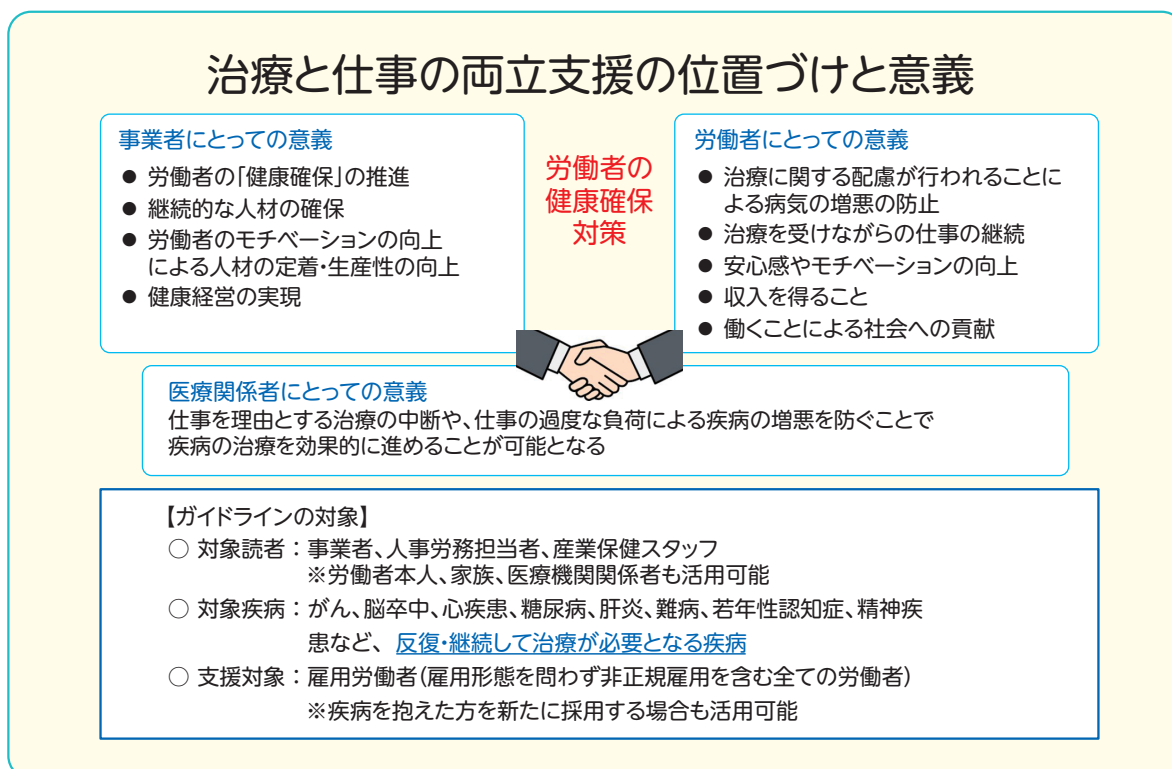 治療と仕事の両立支援の位置づけと意義
事業者にとっての意義
● 労働者の「健康確保」の推進
● 継続的な人材の確保
● 労働者のモチベーションの向上
による人材の定着・生産性の向上
● 健康経営の実現
労働者の
健康確保
対策
労働者にとっての意義
● 治療に関する配慮が行われることに
よる病気の増悪の防止
● 治療を受けながらの仕事の継続
● 安心感やモチベーションの向上
● 収入を得ること
● 働くことによる社会への貢献
医療関係者にとっての意義
仕事を理由とする治療の中断や、仕事の過度な負荷による疾病の増悪を防ぐことで
疾病の治療を効果的に進めることが可能となる
【ガイドラインの対象】
○ 対象読者：事業者、人事労務担当者、産業保健スタッフ
※労働者本人、家族、医療機関関係者も活用可能
○ 対象疾病：がん、脳卒中、心疾患、糖尿病、肝炎、難病、若年性認知症、精神疾
患など、反復・継続して治療が必要となる疾病
○ 支援対象：雇用労働者(雇用形態を問わず非正規雇用を含む全ての労働者)
※疾病を抱えた方を新たに採用する場合も活用可能